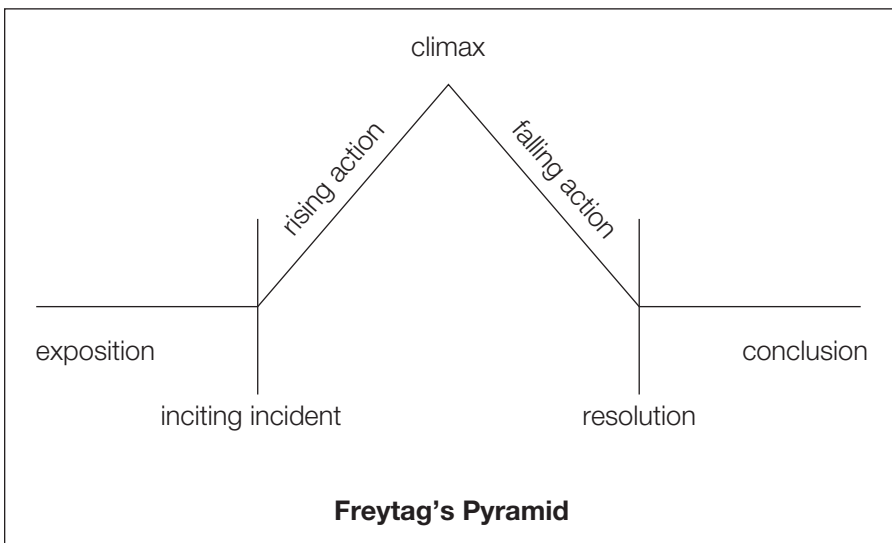 climax
rising action
falling action
exposition
conclusion
inciting incident
resolution
Freytag's Pyramid